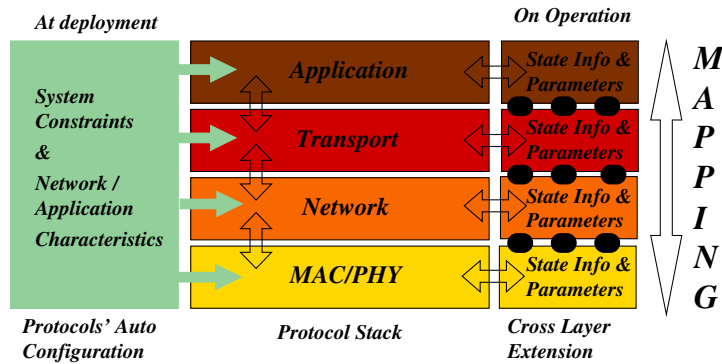 At deployment
On Operation
System
Constraints
&
Network /
Application
Characteristics
Application
Transport
Network
MAC/PHY
State Info &
Parameters
State Info &
Parameters
State Info &
Parameters
State Info &
Parameters
M
A
P
P
I
N
G
Protocols' Auto
Configuration
Protocol Stack
Cross Layer
Extension